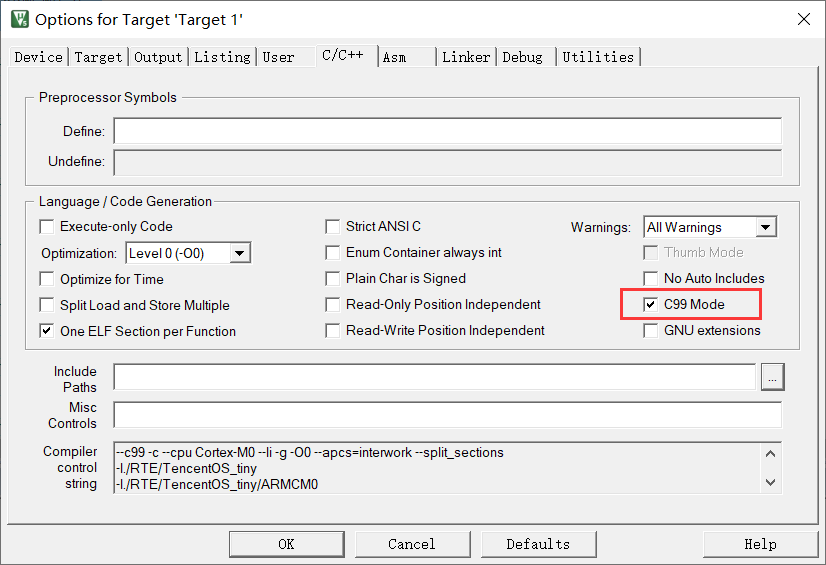 Options for Target 'Target 1'
Device Target Output Listing User C/C++ Asm Linker Debug Utilities
Preprocessor Symbols
Define:
Undefine:
Language / Code Generation
Execute-only Code Strict ANSI C Warnings: All Warnings
Optimization: Level 0 (-O0) Enum Container always int Thumb Mode
Optimize for Time Plain Char is Signed No Auto Includes
Split Load and Store Multiple Read-Only Position Independent C99 Mode
One ELF Section per Function Read-Write Position Independent GNU extensions
Include
Paths
...
Misc
Controls
Compiler
control
string
--c99 -c --cpu Cortex-M0 --li -g -O0 --apcs=interwork --split_sections
-I./RTE/TencentOS_tiny
-I./RTE/TencentOS_tiny/ARMCM0
OK Cancel Defaults Help